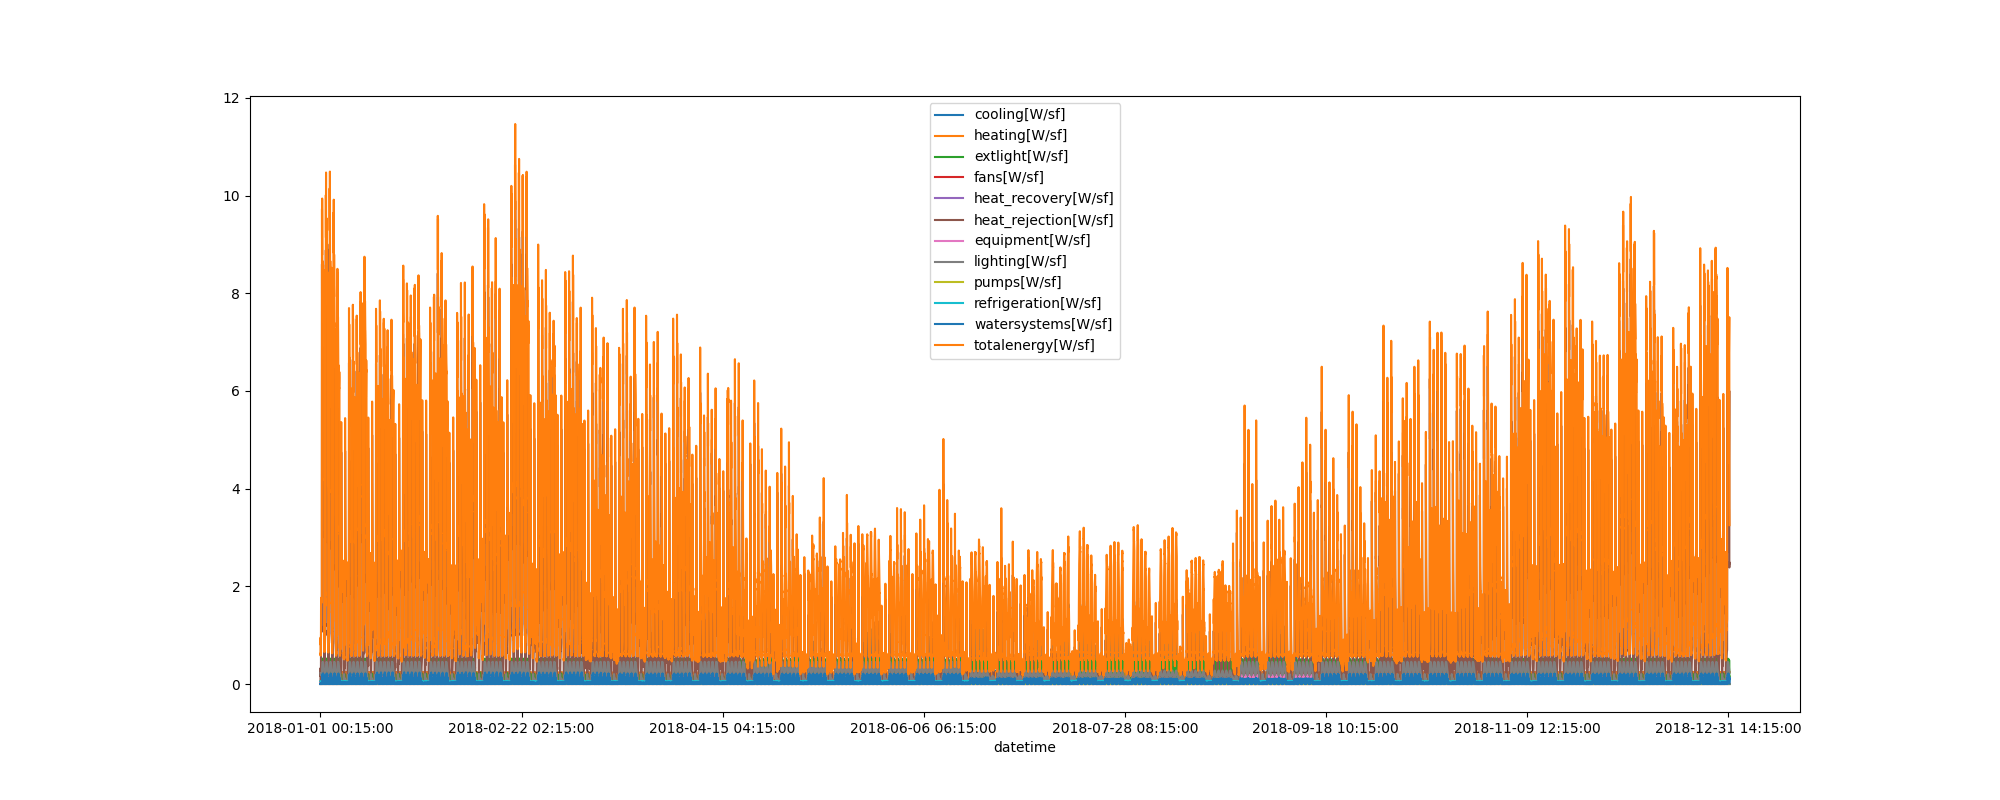 12
10
8
6
4
2
0
cooling[W/sf]
heating[W/sf]
extlight[W/sf]
fans[W/sf]
heat_recovery[W/sf]
heat_rejection[W/sf]
equipment[W/sf]
lighting[W/sf]
pumps[W/sf]
refrigeration[W/sf]
watersystems[W/sf]
totalenergy[W/sf]
2018-01-01 00:15:00 2018-02-22 02:15:00 2018-04-15 04:15:00 2018-06-06 06:15:00 2018-07-28 08:15:00 2018-09-18 10:15:00 2018-11-09 12:15:00 2018-12-31 14:15:00
datetime